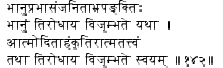 भानुप्रभासंजनिताभ्रपङ्क्तिः
भानुं तिरोधाय विजृम्भते यथा ।
आत्मोदिताहंकृतिरात्मतत्त्वं
तथा तिरोधाय विजृम्भते स्वयम् ॥१४२॥